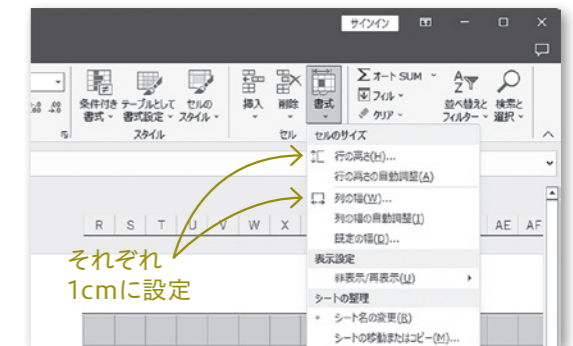 サインイン
条件付き テーブルとして セルの 挿入 削除 書式 オート SUM 並べ替えと 検索と
書式 書式設定 スタイル フィル フィルター 選択
クリア
スタイル セル セルのサイズ
行の高さ(H)...
行の高さの自動調整(A)
列の幅(W)...
列の幅の自動調整(I)
既定の幅(D)...
R S T U V W X AE AF
それぞれ
1cmに設定
表示設定
非表示/再表示(U)
シートの整理
シート名の変更(R)
シートの移動またはコピー(M)...